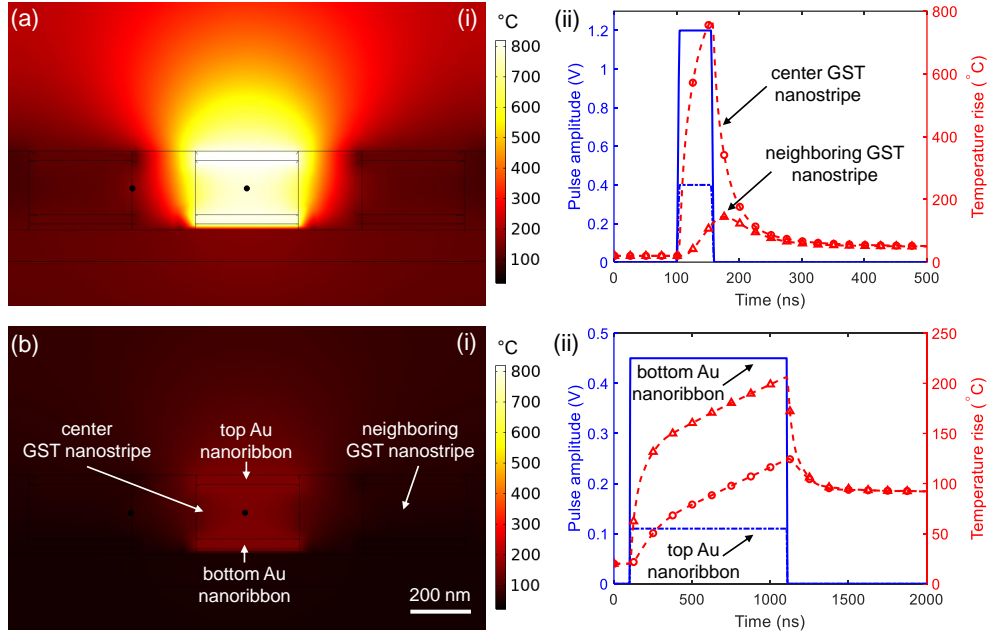 (a)
(i)
°C
800
700
600
500
400
300
200
100
(ii)
Pulse amplitude (V)
1.2
1
0.8
0.6
0.4
0.2
0
center GST
nanostripe
neighboring GST
nanostripe
800
600
400
200
0
Temperature rise (°C)
0 100 200 300 400 500
Time (ns)
(b)
(i)
center
GST nanostripe
top Au
nanoribbon
neighboring
GST nanostripe
bottom Au
nanoribbon
200 nm
°C
800
700
600
500
400
300
200
100
(ii)
Pulse amplitude (V)
0.5
0.4
0.3
0.2
0.1
0
bottom Au
nanoribbon
top Au
nanoribbon
250
200
150
100
50
0
Temperature rise (°C)
0 500 1000 1500 2000
Time (ns)